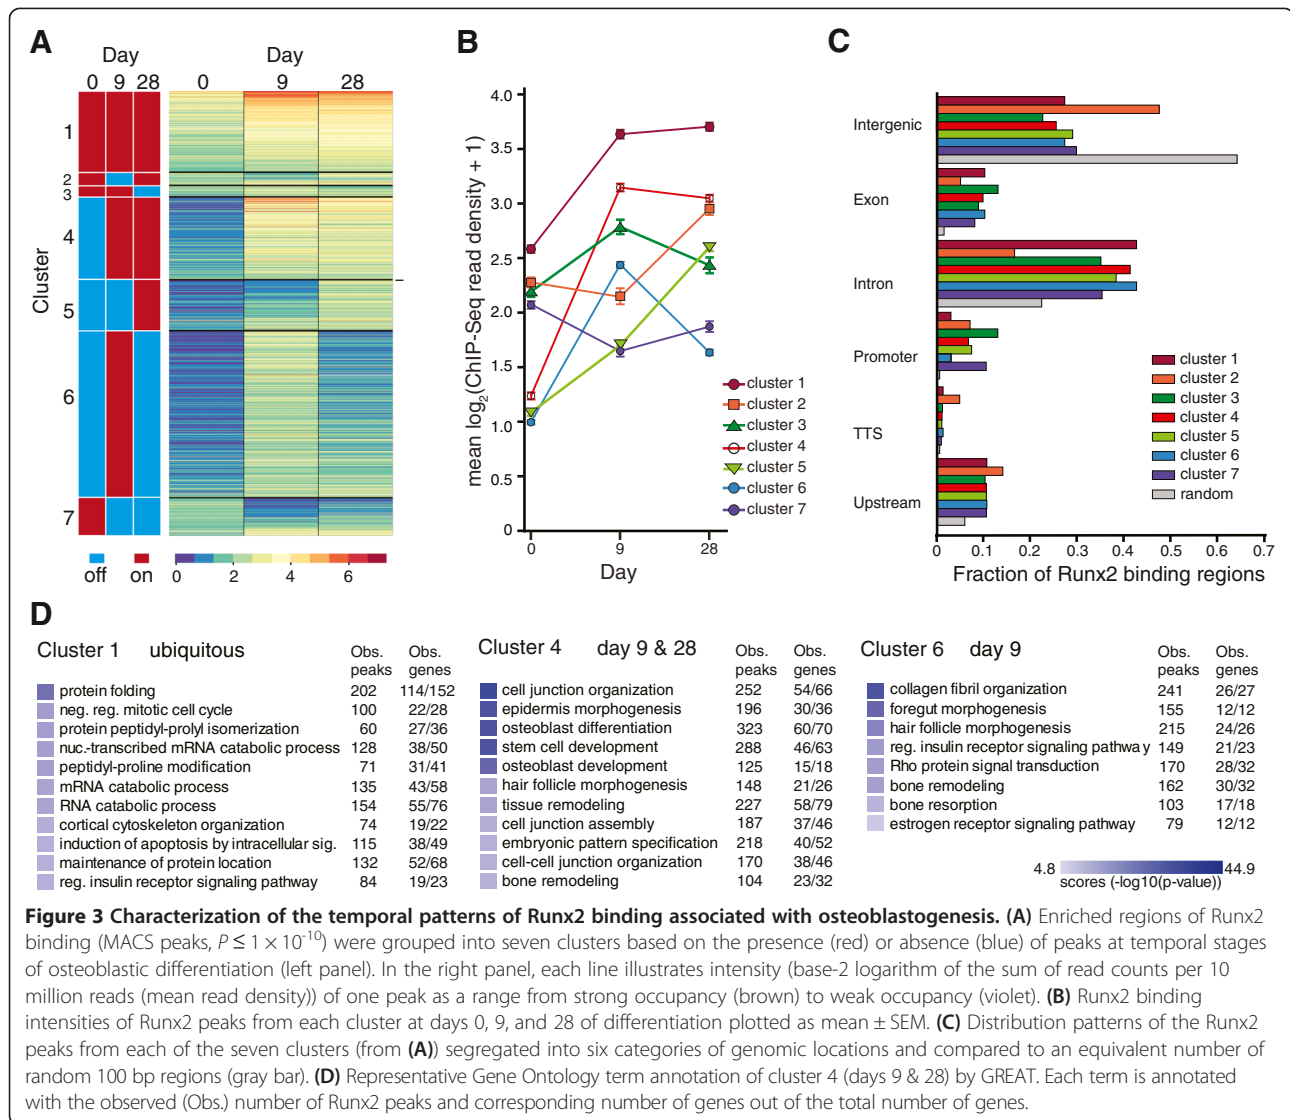 A
Day
0 9 28
Day
0 9 28
Cluster
1
2
3
4
5
6
7
off on
0 2 4 6
B
mean log2(ChIP-Seq read density + 1)
4.0
3.5
3.0
2.5
2.0
1.5
1.0
0.5
0
0 9 28
Day
cluster 1
cluster 2
cluster 3
cluster 4
cluster 5
cluster 6
cluster 7
C
Intergenic
Exon
Intron
Promoter
TTS
Upstream
cluster 1
cluster 2
cluster 3
cluster 4
cluster 5
cluster 6
cluster 7
random
0 0.1 0.2 0.3 0.4 0.5 0.6 0.7
Fraction of Runx2 binding regions
D
Cluster 1 ubiquitous Obs. peaks Obs. genes
protein folding 202 114/152
neg. reg. mitotic cell cycle 100 22/28
protein peptidyl-prolyl isomerization 60 27/36
nuc.-transcribed mRNA catabolic process 128 38/50
peptidyl-proline modification 71 31/41
mRNA catabolic process 135 43/58
RNA catabolic process 154 55/76
cortical cytoskeleton organization 74 19/22
induction of apoptosis by intracellular sig. 115 38/49
maintenance of protein location 132 52/68
reg. insulin receptor signaling pathway 84 19/23
Cluster 4 day 9 & 28 Obs. peaks Obs. genes
cell junction organization 252 54/66
epidermis morphogenesis 196 30/36
osteoblast differentiation 323 60/70
stem cell development 288 46/63
osteoblast development 125 15/18
hair follicle morphogenesis 148 21/26
tissue remodeling 227 58/79
cell junction assembly 187 37/46
embryonic pattern specification 218 40/52
cell-cell junction organization 170 38/46
bone remodeling 104 23/32
Cluster 6 day 9 Obs. peaks Obs. genes
collagen fibril organization 241 26/27
foregut morphogenesis 155 12/12
hair follicle morphogenesis 215 24/26
reg. insulin receptor signaling pathway 149 21/23
Rho protein signal transduction 170 28/32
bone remodeling 162 30/32
bone resorption 103 17/18
estrogen receptor signaling pathway 79 12/12
4.8 44.9
scores (-log10(p-value))
Figure 3 Characterization of the temporal patterns of Runx2 binding associated with osteoblastogenesis. (A) Enriched regions of Runx2
binding (MACS peaks, P ≤ 1 × 10-10) were grouped into seven clusters based on the presence (red) or absence (blue) of peaks at temporal stages
of osteoblastic differentiation (left panel). In the right panel, each line illustrates intensity (base-2 logarithm of the sum of read counts per 10
million reads (mean read density)) of one peak as a range from strong occupancy (brown) to weak occupancy (violet). (B) Runx2 binding
intensities of Runx2 peaks from each cluster at days 0, 9, and 28 of differentiation plotted as mean ± SEM. (C) Distribution patterns of the Runx2
peaks from each of the seven clusters (from (A)) segregated into six categories of genomic locations and compared to an equivalent number of
random 100 bp regions (gray bar). (D) Representative Gene Ontology term annotation of cluster 4 (days 9 & 28) by GREAT. Each term is annotated
with the observed (Obs.) number of Runx2 peaks and corresponding number of genes out of the total number of genes.